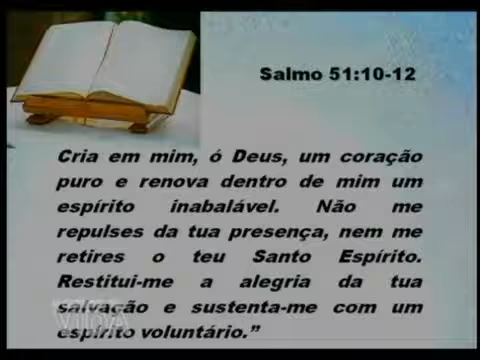 Salmo 51:10-12
Cria em mim, ó Deus, um coração
puro e renova dentro de mim um
espírito inabalável. Não me
repulses da tua presença, nem me
retires o teu Santo Espírito.
Restitui-me a alegria da tua
salvação e sustenta-me com um
espírito voluntário.”